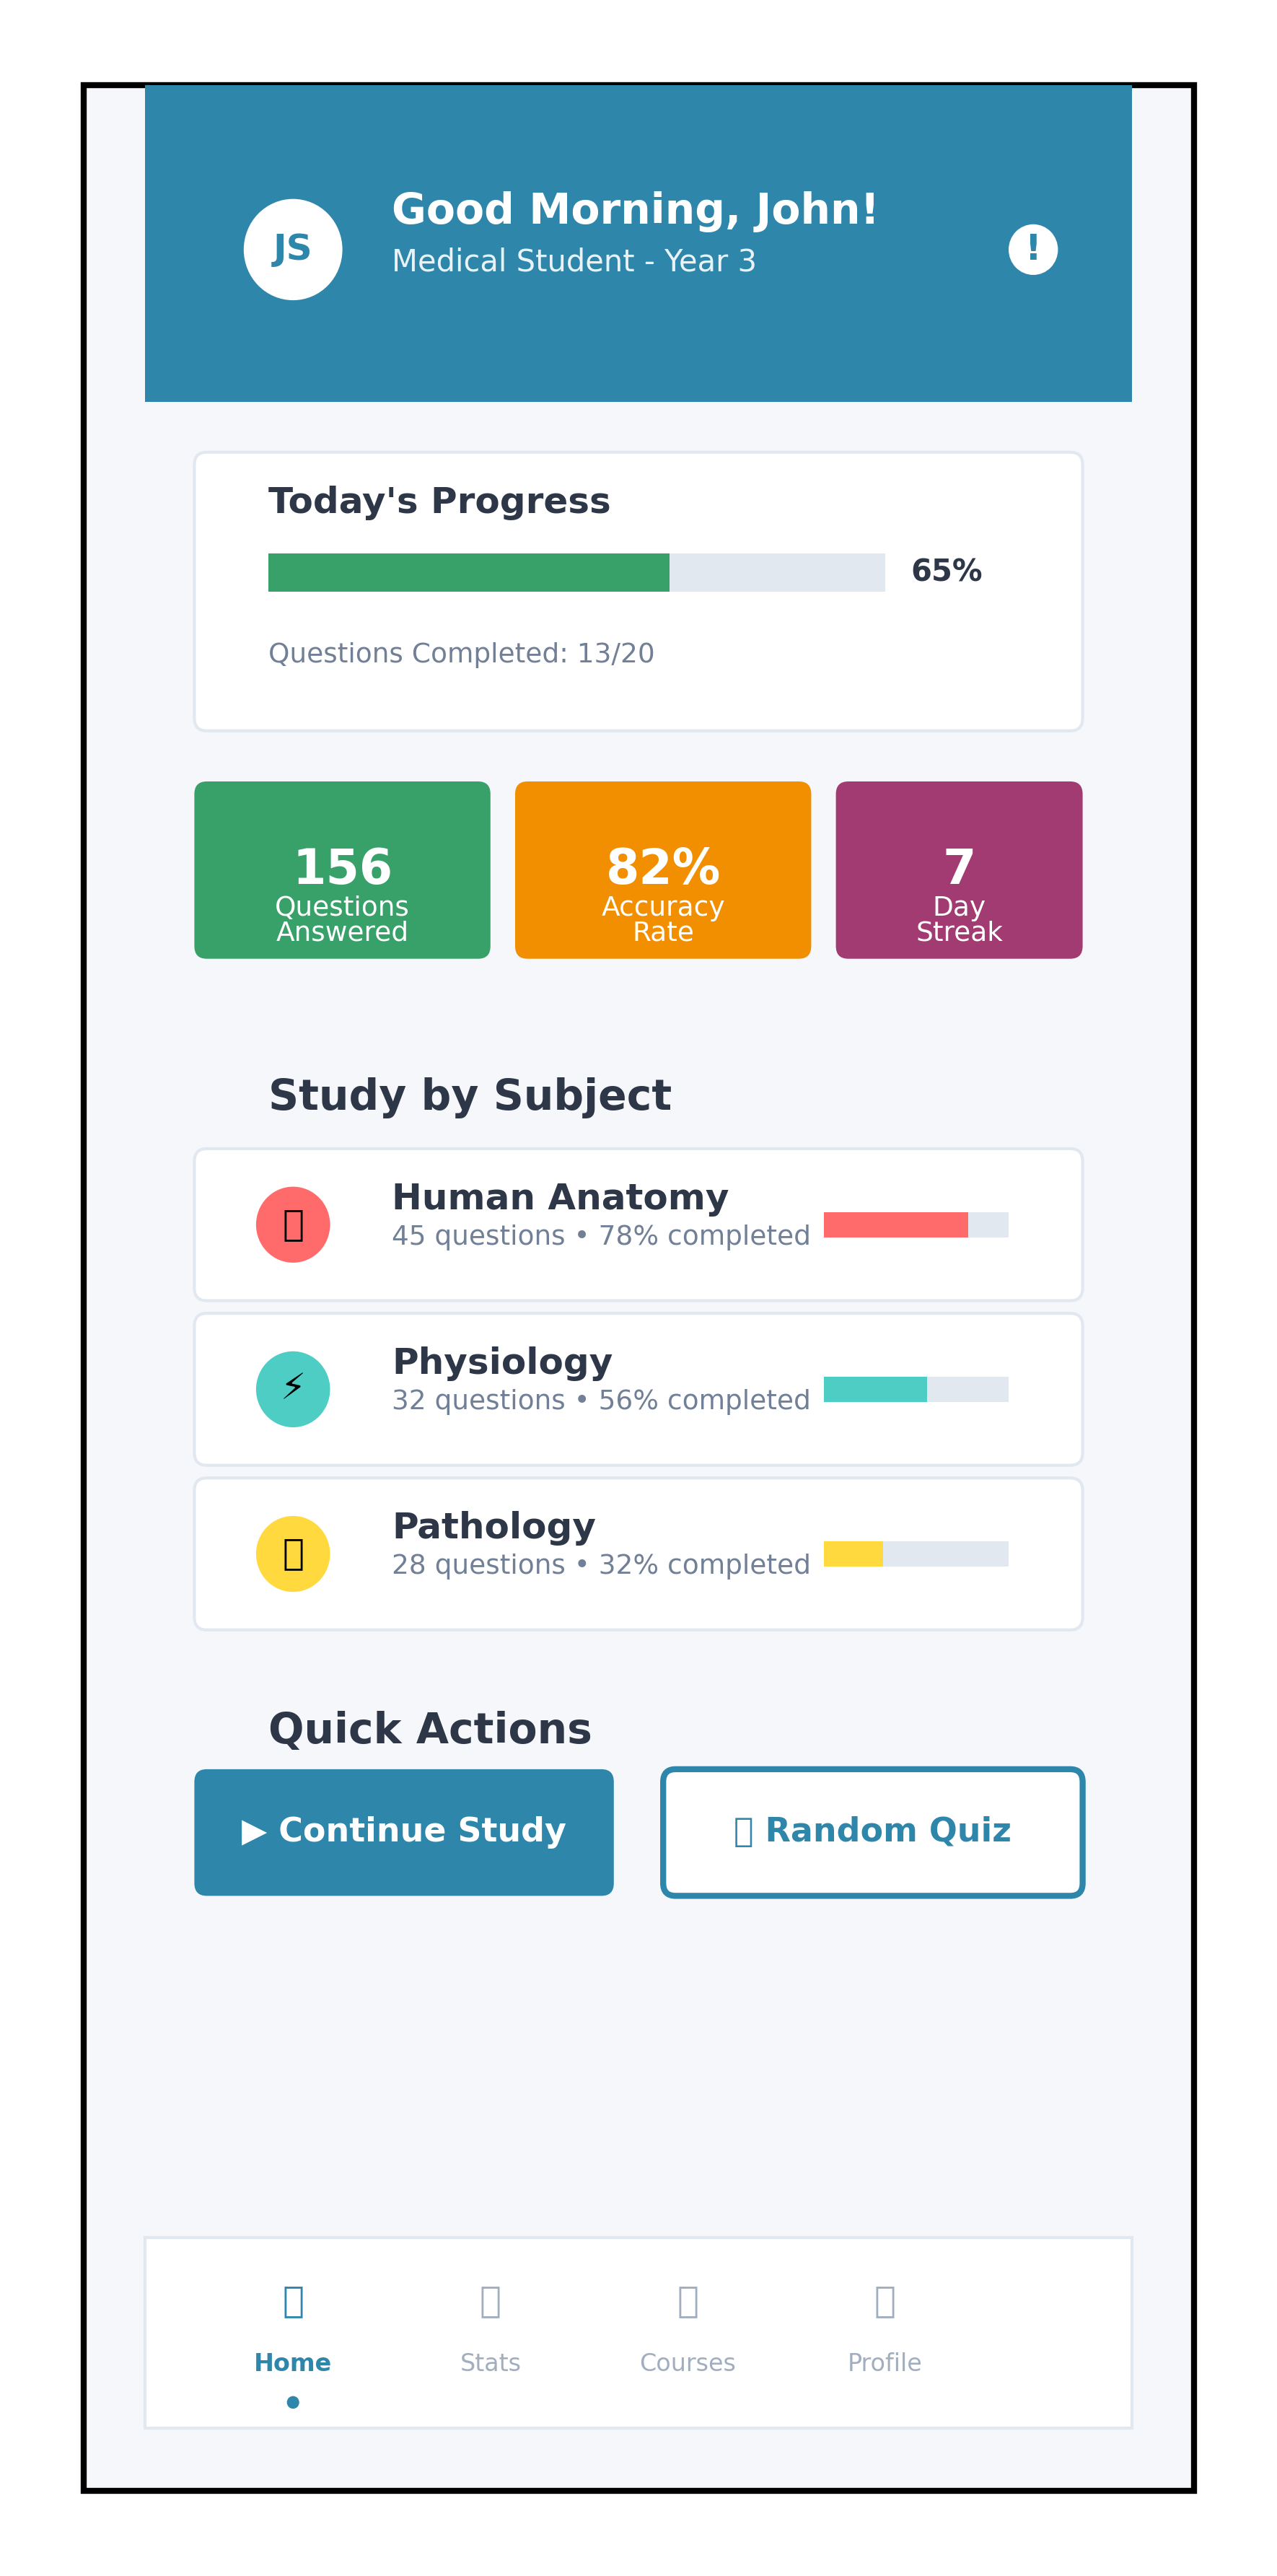 JS
Good Morning, John!
Medical Student - Year 3
!
Today's Progress
65%
Questions Completed: 13/20
156
Questions
Answered
82%
Accuracy
Rate
7
Day
Streak
Study by Subject
Human Anatomy
45 questions • 78% completed
⚡
Physiology
32 questions • 56% completed
Pathology
28 questions • 32% completed
Quick Actions
▶ Continue Study
Random Quiz
Home
Stats
Courses
Profile